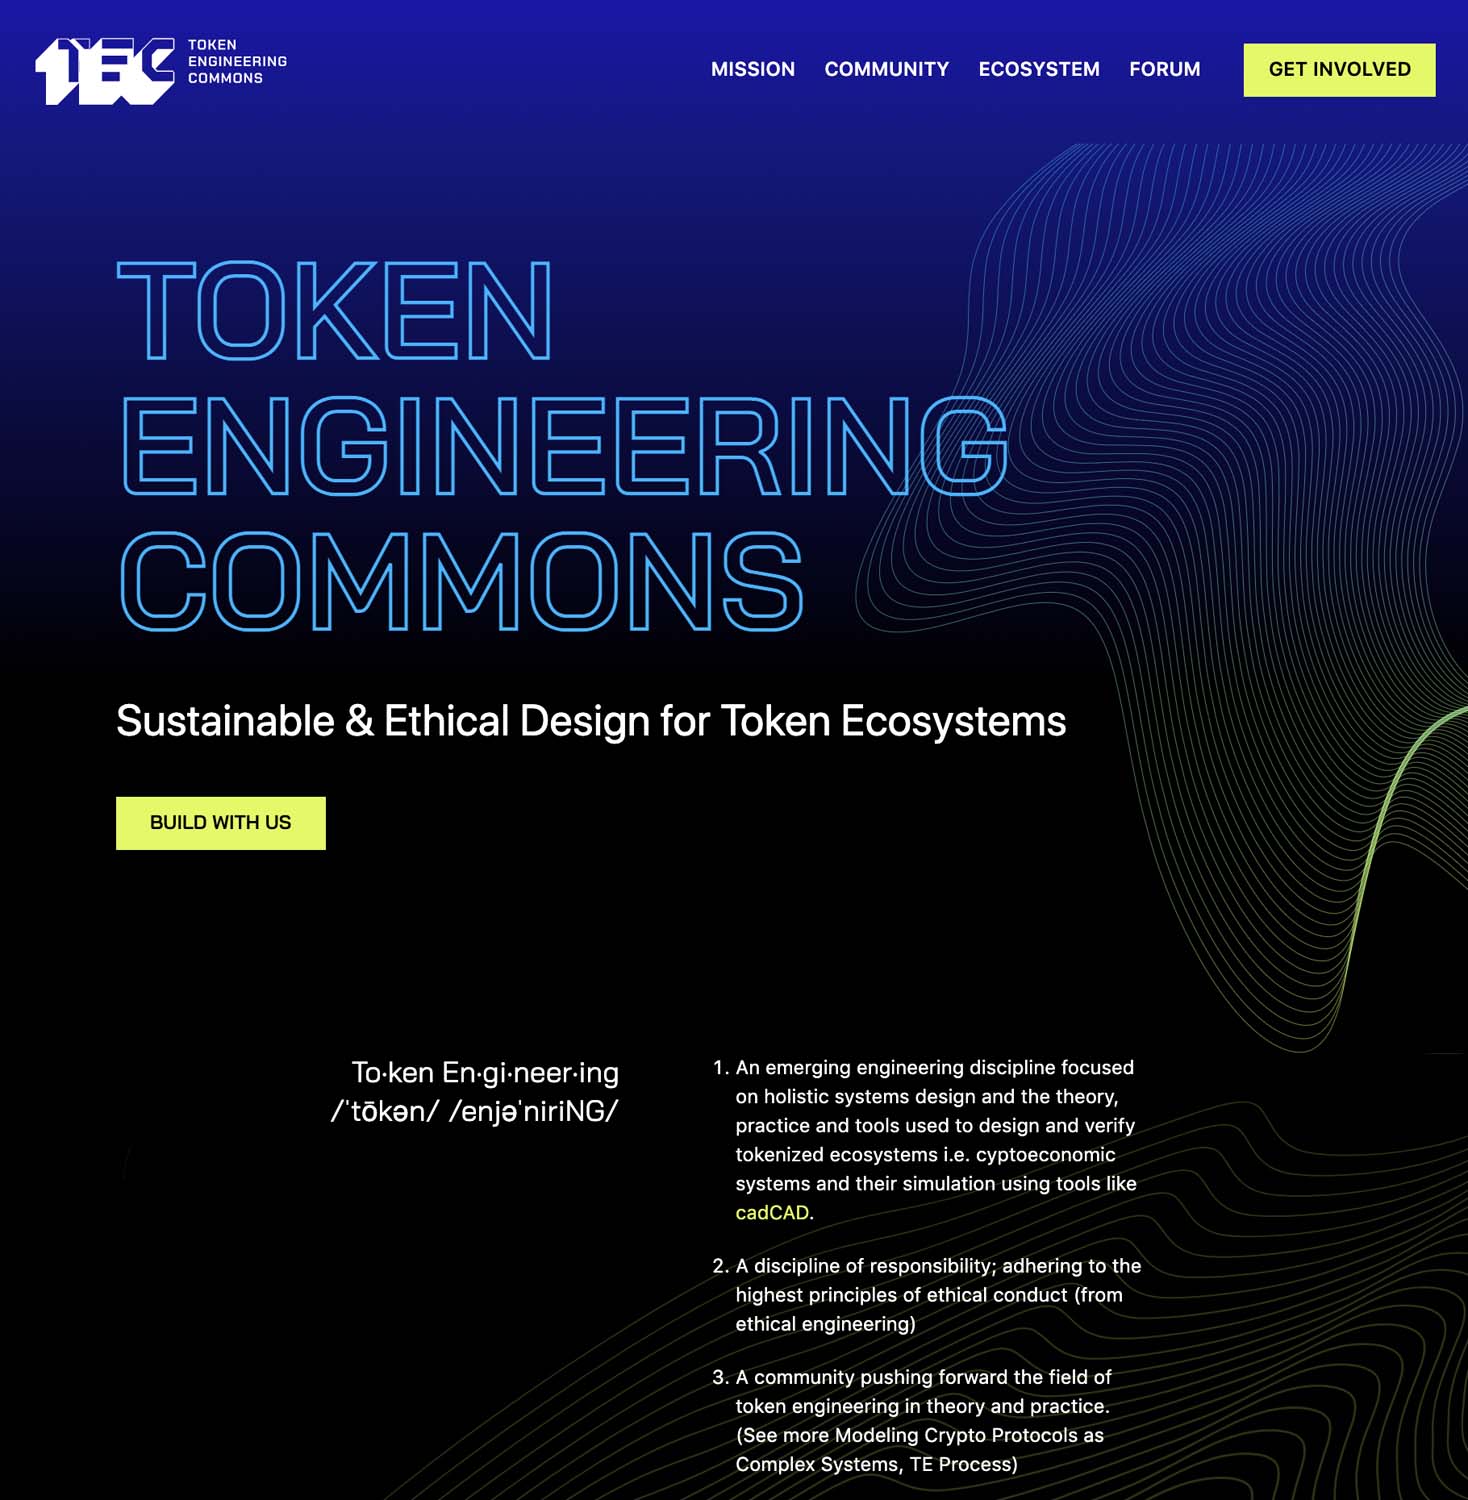 TEC
TOKEN
ENGINEERING
COMMONS
MISSION COMMUNITY ECOSYSTEM FORUM GET INVOLVED
TOKEN
ENGINEERING
COMMONS
Sustainable & Ethical Design for Token Ecosystems
BUILD WITH US
To·ken En·gi·neer·ing
/ˈtōkən/ /enjəˈniriNG/
1. An emerging engineering discipline focused
on holistic systems design and the theory,
practice and tools used to design and verify
tokenized ecosystems i.e. cyptoeconomic
systems and their simulation using tools like
cadCAD.
2. A discipline of responsibility; adhering to the
highest principles of ethical conduct (from
ethical engineering)
3. A community pushing forward the field of
token engineering in theory and practice.
(See more Modeling Crypto Protocols as
Complex Systems, TE Process)